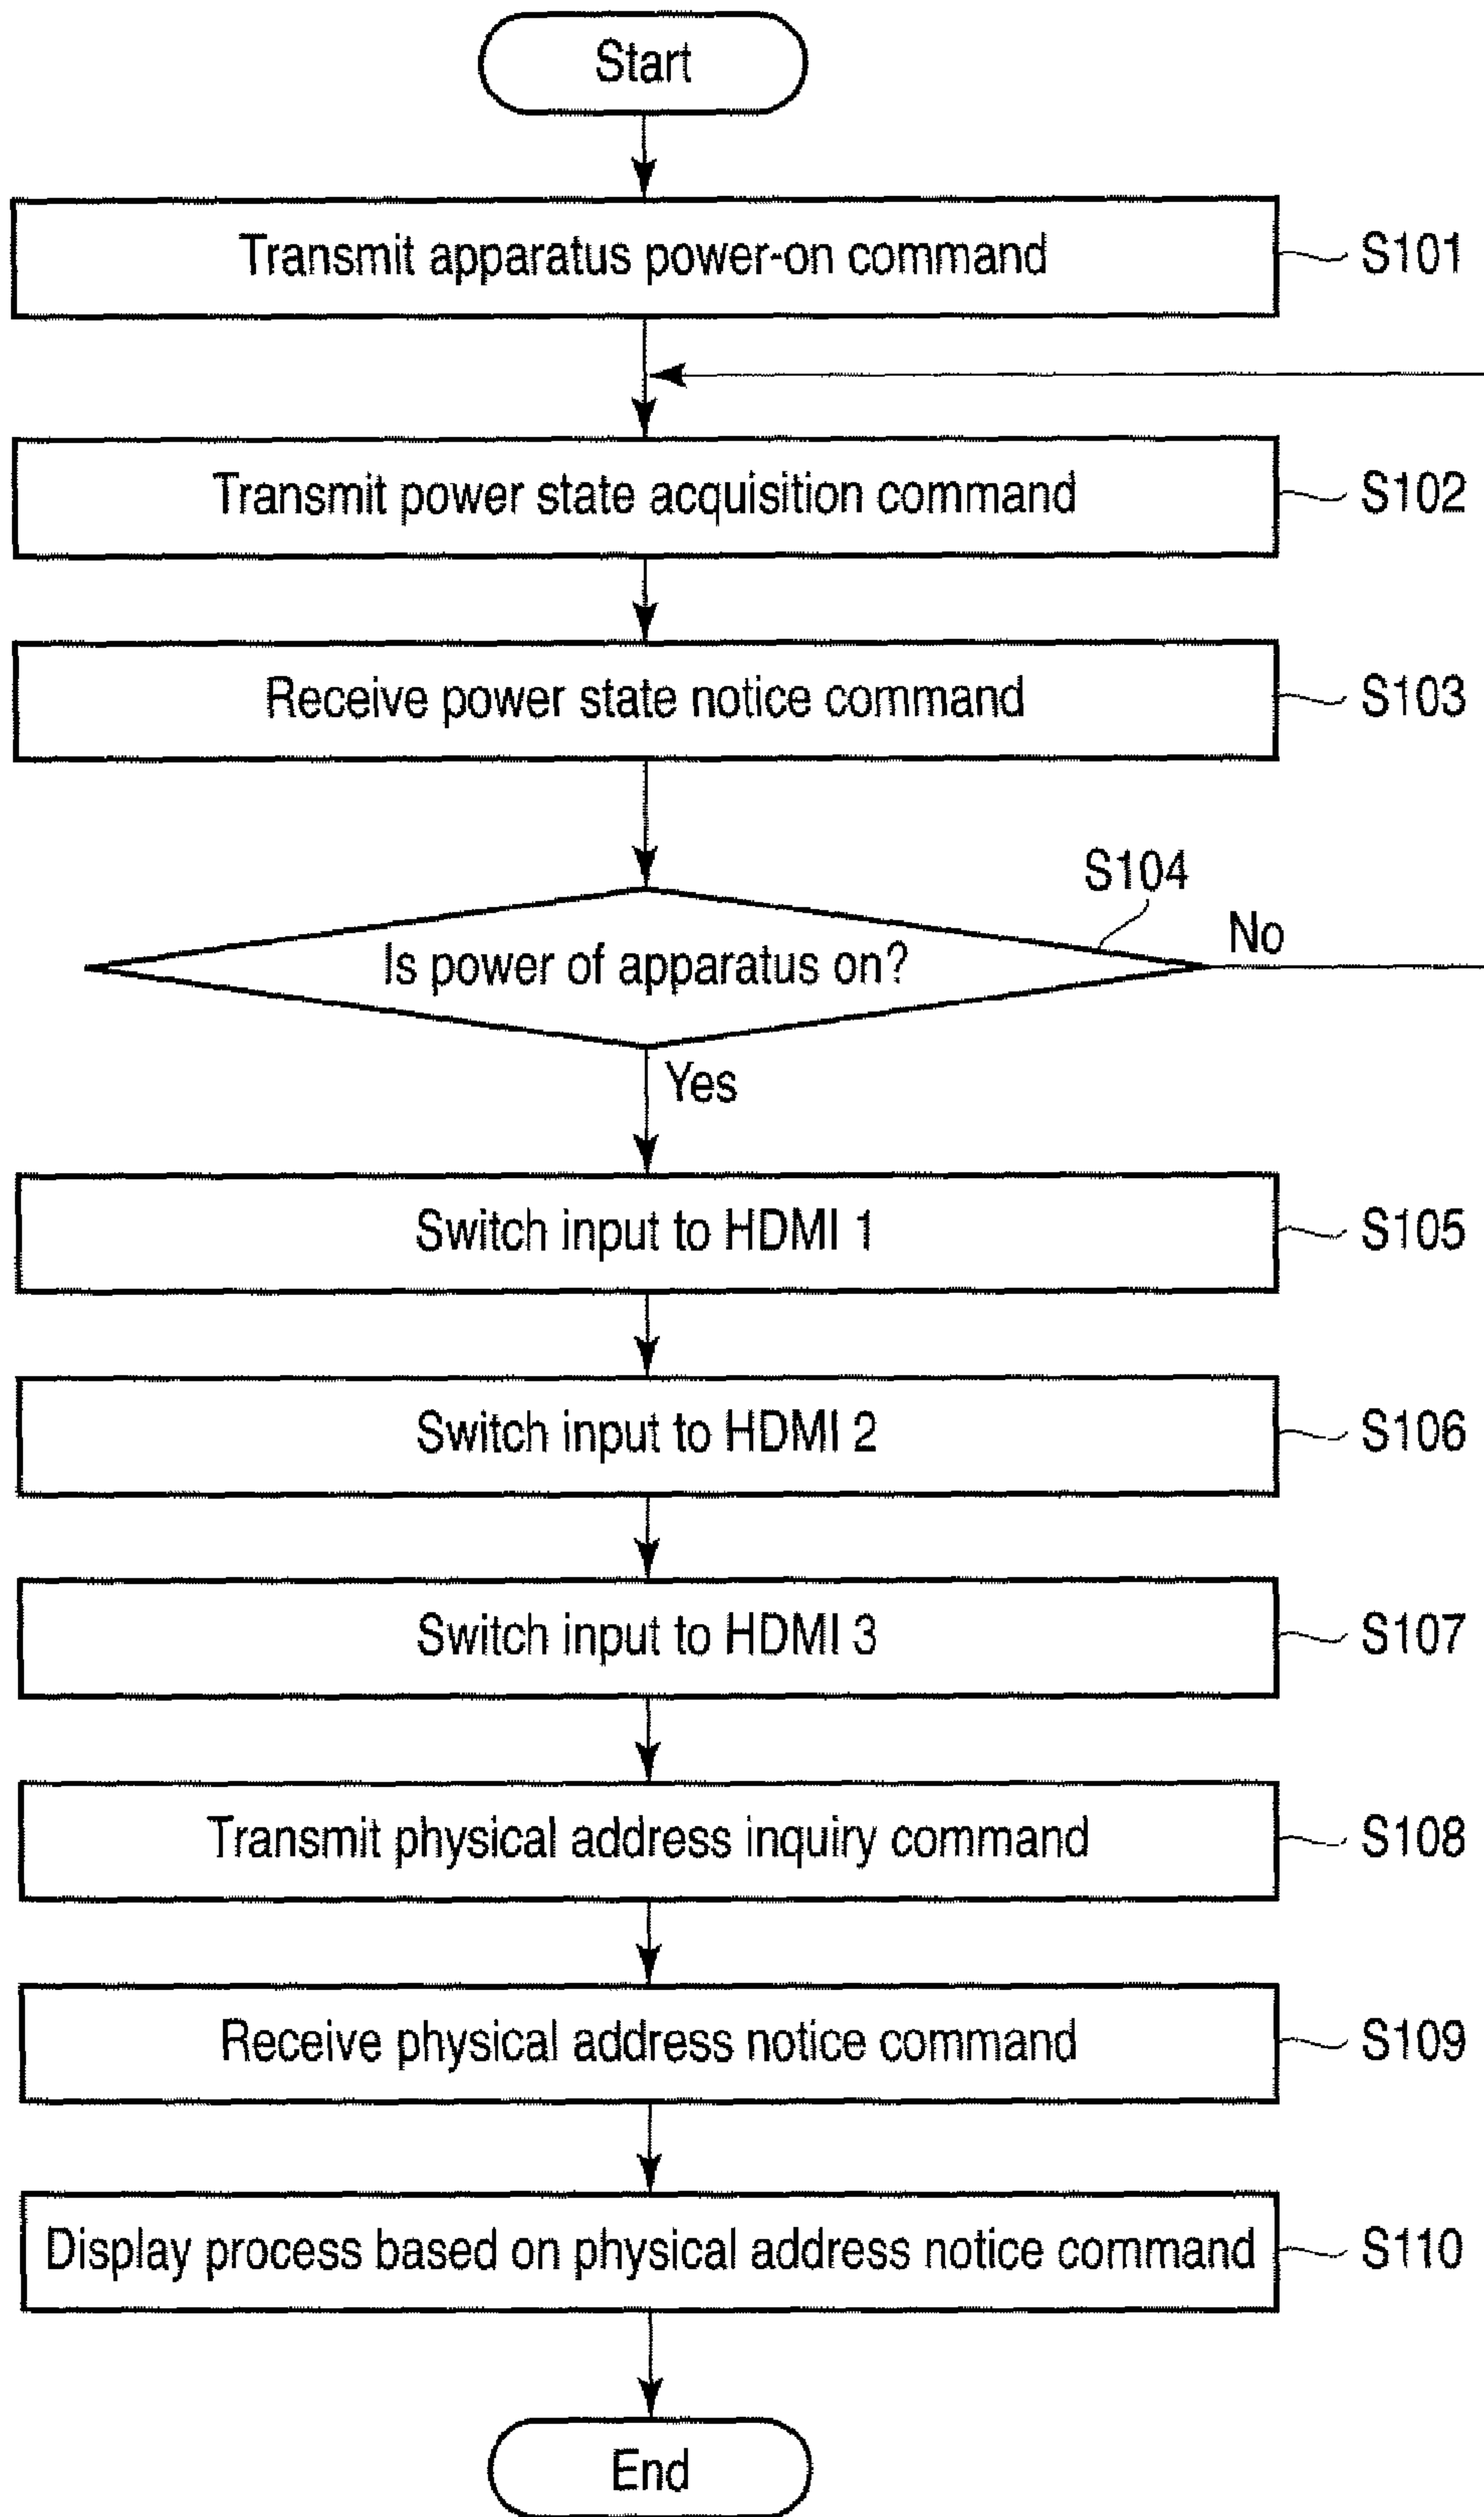 Start
Transmit apparatus power-on command
S101
Transmit power state acquisition command
S102
Receive power state notice command
S103
S104
Is power of apparatus on?
No
Yes
Switch input to HDMI 1
S105
Switch input to HDMI 2
S106
Switch input to HDMI 3
S107
Transmit physical address inquiry command
S108
Receive physical address notice command
S109
Display process based on physical address notice command
S110
End